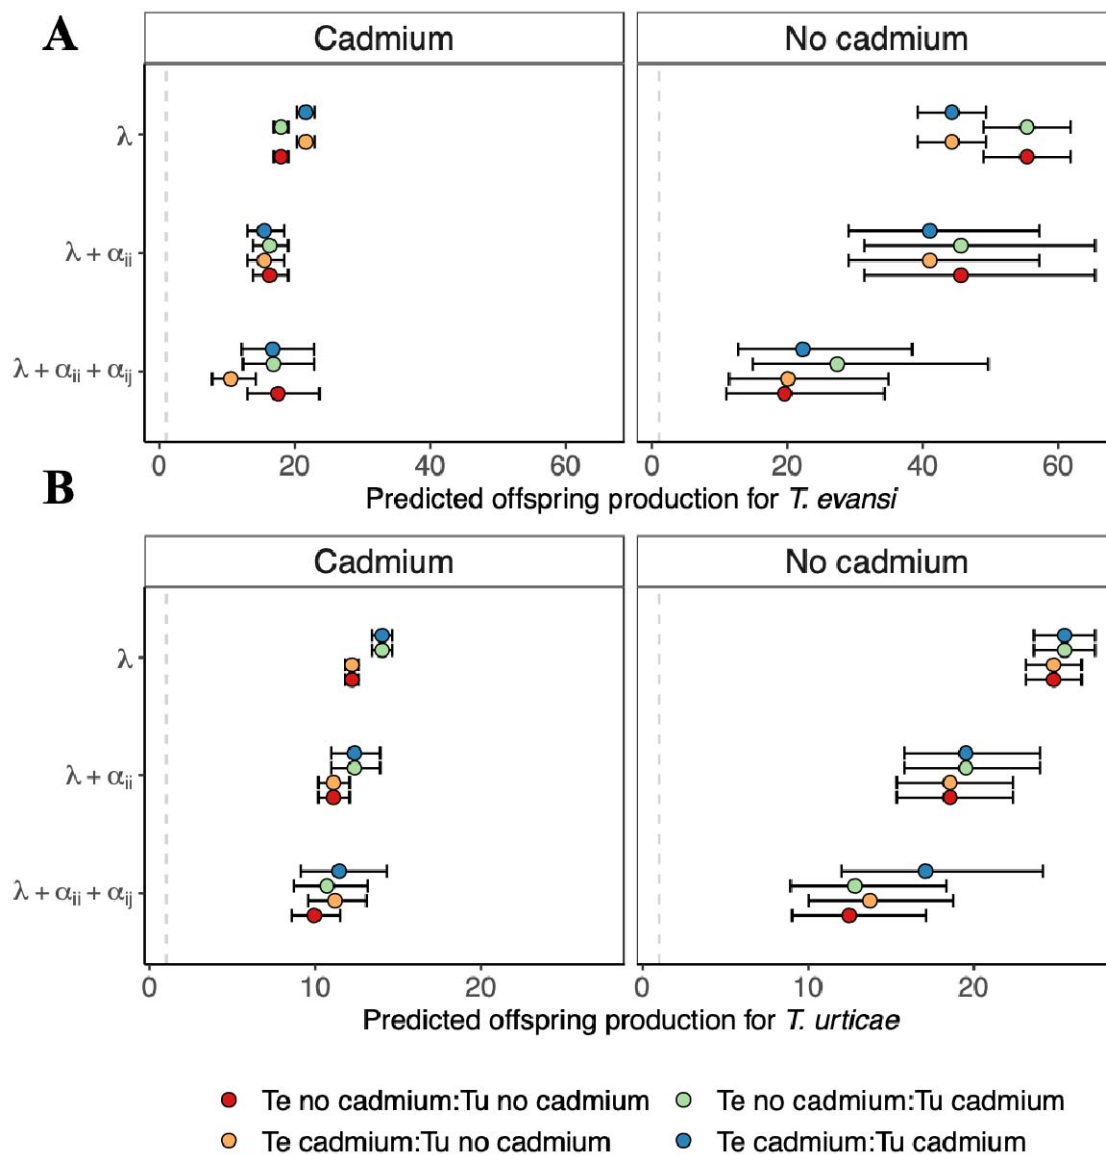 A
Cadmium
No cadmium
λ
λ + αii
λ + αii + αij
0 20 40 60
0 20 40 60
Predicted offspring production for T. evansi
B
Cadmium
No cadmium
λ
λ + αii
λ + αii + αij
0 10 20
0 10 20
Predicted offspring production for T. urticae
Te no cadmium:Tu no cadmium
Te no cadmium:Tu cadmium
Te cadmium:Tu no cadmium
Te cadmium:Tu cadmium